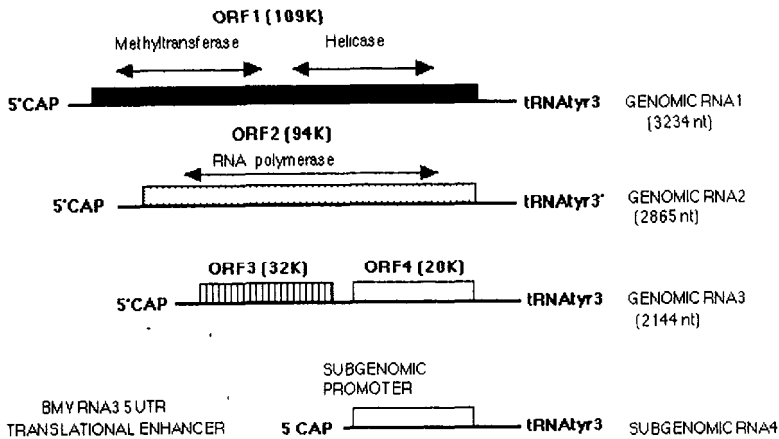 ORF1 (109K)
Methyltransferase Helicase
5'CAP tRNAtyr3 GENOMIC RNA1
(3234 nt)
ORF2 (94K)
RNA polymerase
5'CAP tRNAtyr3' GENOMIC RNA2
(2865 nt)
ORF3 (32K) ORF4 (20K)
5'CAP tRNAtyr3 GENOMIC RNA3
(2144 nt)
SUBGENOMIC
PROMOTER
BMV RNA3 5 UTR
TRANSLATIONAL ENHANCER 5 CAP tRNAtyr3 SUBGENOMIC RNA4